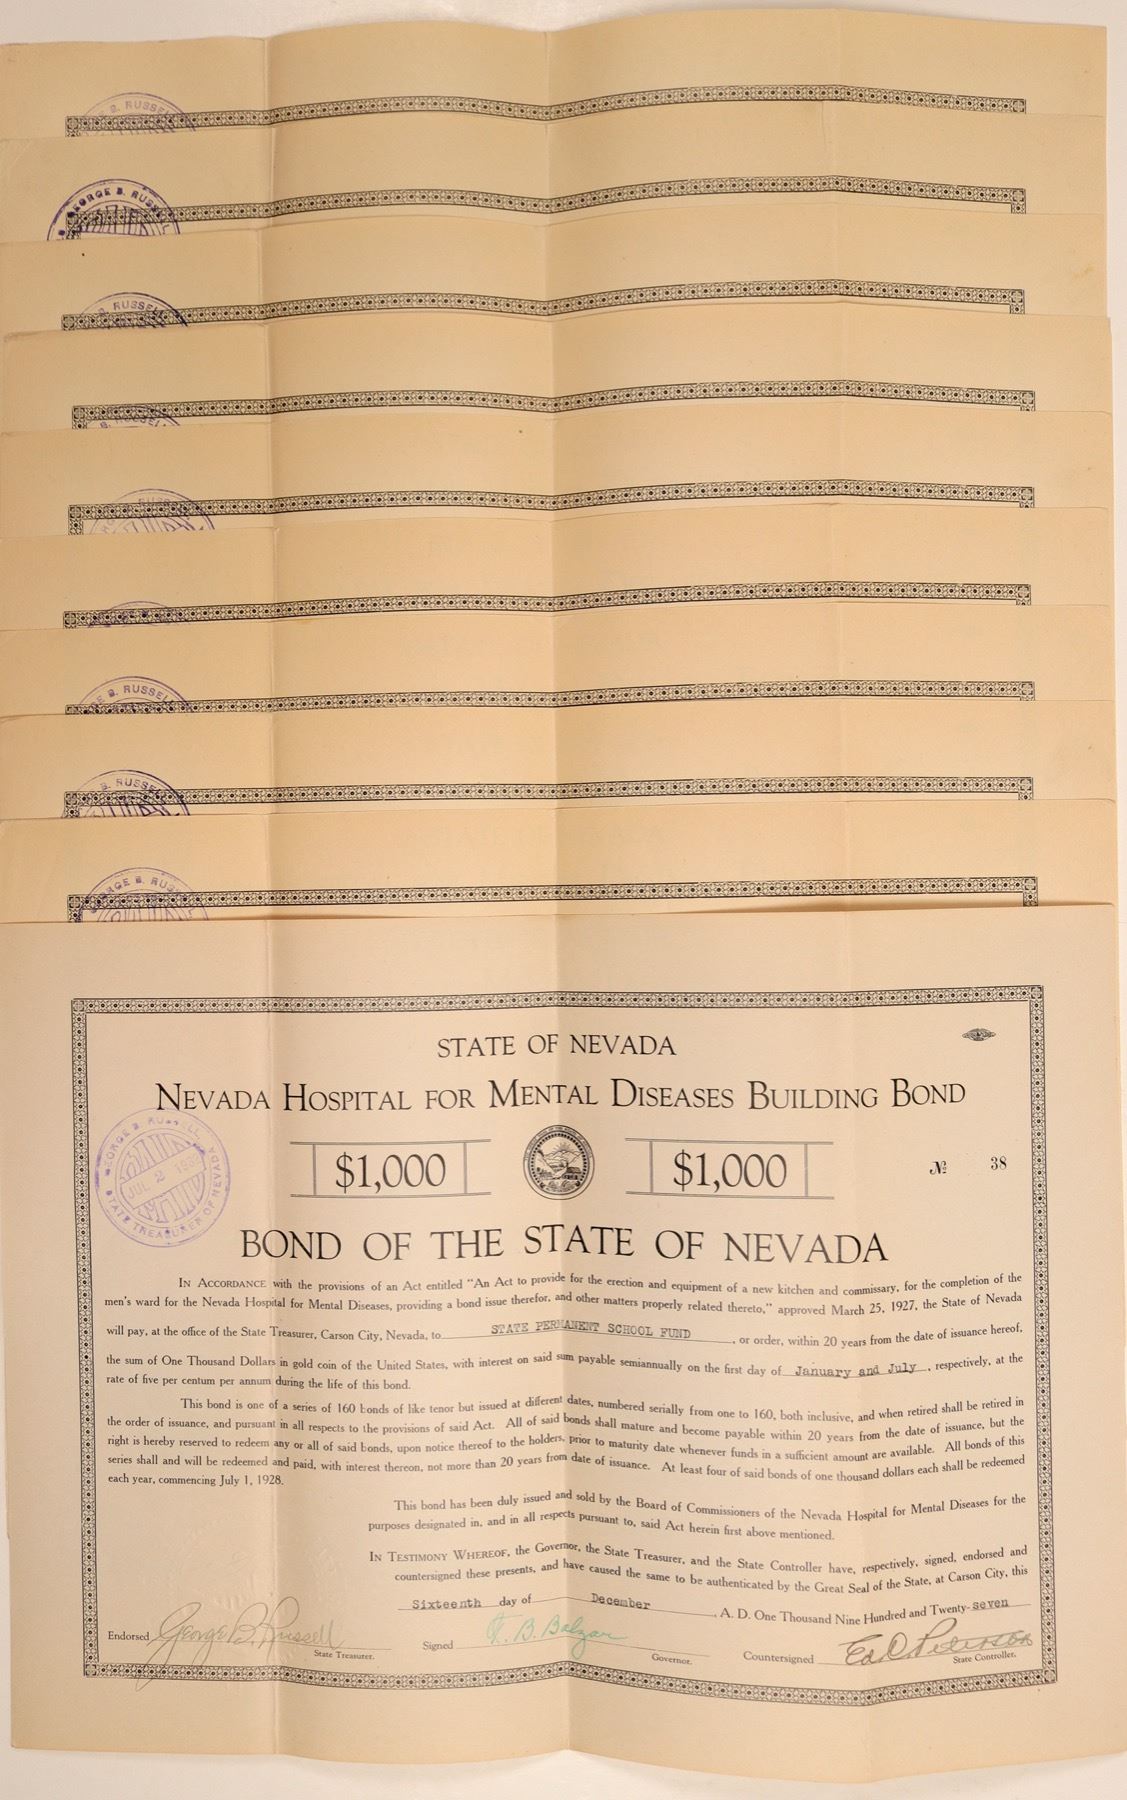 B. RUSSE
GEORGE B. RUSSELL
RUSSELL
B. RUSSEL
RUSS
B. RUSSELL
B. RUSSE
ORGE B. RUS
STATE OF NEVADA
NEVADA HOSPITAL FOR MENTAL DISEASES BUILDING BOND
GEORGE B. RUSSELL
STATE TREASURER OF NEVADA
PAID
JUL 2
$1,000
$1,000
№ 38
BOND OF THE STATE OF NEVADA
IN ACCORDANCE with the provisions of an Act entitled "An Act to provide for the erection and equipment of a new kitchen and commissary, for the completion of the
men's ward for the Nevada Hospital for Mental Diseases, providing a bond issue therefor, and other matters properly related thereto," approved March 25, 1927, the State of Nevada
will pay, at the office of the State Treasurer, Carson City, Nevada, to STATE PERMANENT SCHOOL FUND, or order, within 20 years from the date of issuance hereof,
the sum of One Thousand Dollars in gold coin of the United States, with interest on said sum payable semiannually on the first day of January and July, respectively, at the
rate of five per centum per annum during the life of this bond.
This bond is one of a series of 160 bonds of like tenor but issued at different dates, numbered serially from one to 160, both inclusive, and when retired shall be retired in
the order of issuance, and pursuant in all respects to the provisions of said Act. All of said bonds shall mature and become payable within 20 years from the date of issuance, but the
right is hereby reserved to redeem any or all of said bonds, upon notice thereof to the holders, prior to maturity date whenever funds in a sufficient amount are available. All bonds of this
series shall and will be redeemed and paid, with interest thereon, not more than 20 years from date of issuance. At least four of said bonds of one thousand dollars each shall be redeemed
each year, commencing July 1, 1928.
This bond has been duly issued and sold by the Board of Commissioners of the Nevada Hospital for Mental Diseases for the
purposes designated in, and in all respects pursuant to, said Act herein first above mentioned.
IN TESTIMONY WHEREOF, the Governor, the State Treasurer, and the State Controller have, respectively, signed, endorsed and
countersigned these presents, and have caused the same to be authenticated by the Great Seal of the State, at Carson City, this
Sixteenth day of December, A. D. One Thousand Nine Hundred and Twenty-seven
Endorsed George B. Russell
State Treasurer.
Signed F. B. Balzar
Governor.
Countersigned Ed C Peterson
State Controller.